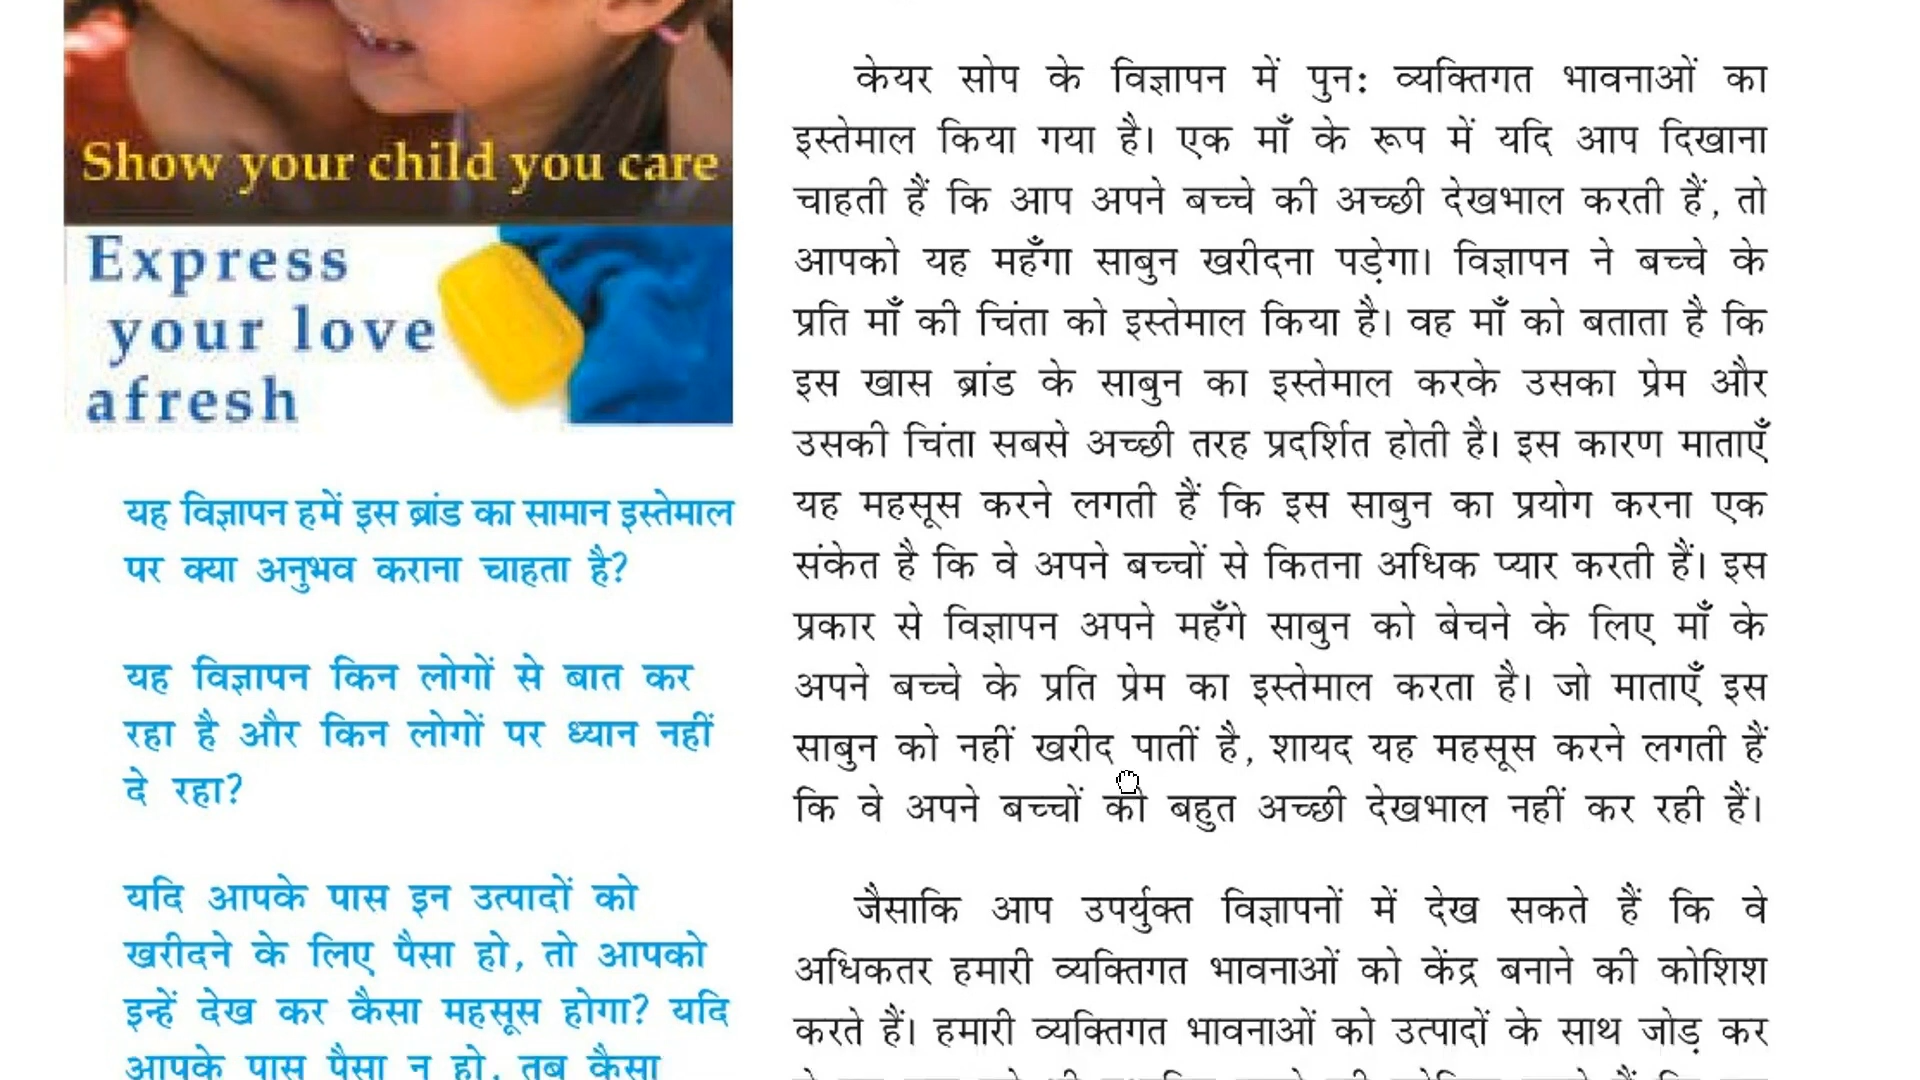 Show your child you care
Express
your love
afresh
यह विज्ञापन हमें इस ब्रांड का सामान इस्तेमाल
पर क्या अनुभव कराना चाहता है?
यह विज्ञापन किन लोगों से बात कर
रहा है और किन लोगों पर ध्यान नहीं
दे रहा?
यदि आपके पास इन उत्पादों को
खरीदने के लिए पैसा हो, तो आपको
इन्हें देख कर कैसा महसूस होगा? यदि
आपके पास पैसा न हो, तब कैसा
केयर सोप के विज्ञापन में पुन: व्यक्तिगत भावनाओं का
इस्तेमाल किया गया है। एक माँ के रूप में यदि आप दिखाना
चाहती हैं कि आप अपने बच्चे की अच्छी देखभाल करती हैं, तो
आपको यह महँगा साबुन खरीदना पड़ेगा। विज्ञापन ने बच्चे के
प्रति माँ की चिंता को इस्तेमाल किया है। वह माँ को बताता है कि
इस खास ब्रांड के साबुन का इस्तेमाल करके उसका प्रेम और
उसकी चिंता सबसे अच्छी तरह प्रदर्शित होती है। इस कारण माताएँ
यह महसूस करने लगती हैं कि इस साबुन का प्रयोग करना एक
संकेत है कि वे अपने बच्चों से कितना अधिक प्यार करती हैं। इस
प्रकार से विज्ञापन अपने महँगे साबुन को बेचने के लिए माँ के
अपने बच्चे के प्रति प्रेम का इस्तेमाल करता है। जो माताएँ इस
साबुन को नहीं खरीद पातीं है, शायद यह महसूस करने लगती हैं
कि वे अपने बच्चों की बहुत अच्छी देखभाल नहीं कर रही हैं।
जैसाकि आप उपर्युक्त विज्ञापनों में देख सकते हैं कि वे
अधिकतर हमारी व्यक्तिगत भावनाओं को केंद्र बनाने की कोशिश
करते हैं। हमारी व्यक्तिगत भावनाओं को उत्पादों के साथ जोड़ कर